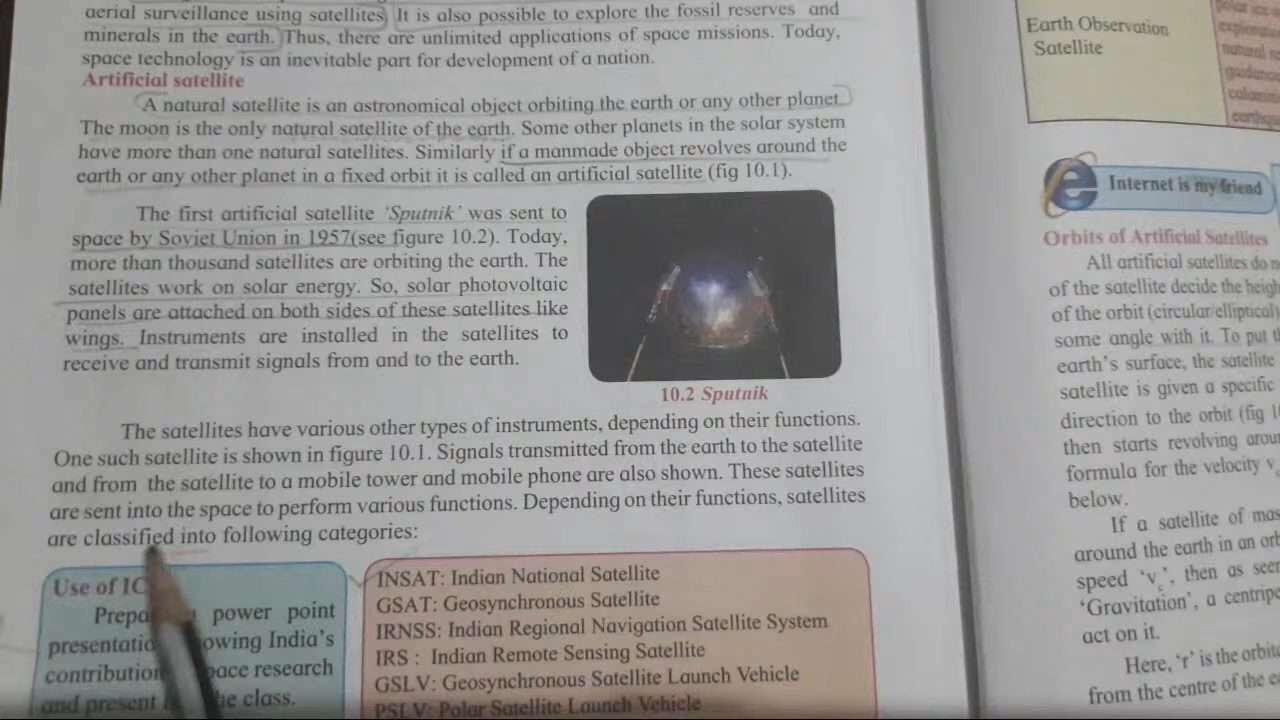 aerial surveillance using satellites. It is also possible to explore the fossil reserves and
minerals in the earth. Thus, there are unlimited applications of space missions. Today,
space technology is an inevitable part for development of a nation.
Artificial satellite
A natural satellite is an astronomical object orbiting the earth or any other planet
The moon is the only natural satellite of the earth. Some other planets in the solar system
have more than one natural satellites. Similarly if a manmade object revolves around the
earth or any other planet in a fixed orbit it is called an artificial satellite (fig 10.1).
The first artificial satellite ‘Sputnik’ was sent to
space by Soviet Union in 1957(see figure 10.2). Today,
more than thousand satellites are orbiting the earth. The
satellites work on solar energy. So, solar photovoltaic
panels are attached on both sides of these satellites like
wings. Instruments are installed in the satellites to
receive and transmit signals from and to the earth.
10.2 Sputnik
The satellites have various other types of instruments, depending on their functions.
One such satellite is shown in figure 10.1. Signals transmitted from the earth to the satellite
and from the satellite to a mobile tower and mobile phone are also shown. These satellites
are sent into the space to perform various functions. Depending on their functions, satellites
are classified into following categories:
Use of
power point
presentatio owing India’s
contribution pace research
and present he class.
INSAT: Indian National Satellite
GSAT: Geosynchronous Satellite
IRNSS: Indian Regional Navigation Satellite System
IRS : Indian Remote Sensing Satellite
GSLV: Geosynchronous Satellite Launch Vehicle
PSLV: Polar Satellite Launch Vehicle
Earth Observation
Satellite
Internet is my friend
Orbits of Artificial Satellites
All artificial satellites do
of the satellite decide the
of the orbit (circular/elliptical)
some angle with it. To put
earth’s surface, the satellite
satellite is given a specific
direction to the orbit (fig
then starts revolving
formula for the velocity
below.
If a satellite of
around the earth in an
speed ‘vc’, then as
‘Gravitation’, a
act on it.
Here, ‘r’ is the
from the centre of the